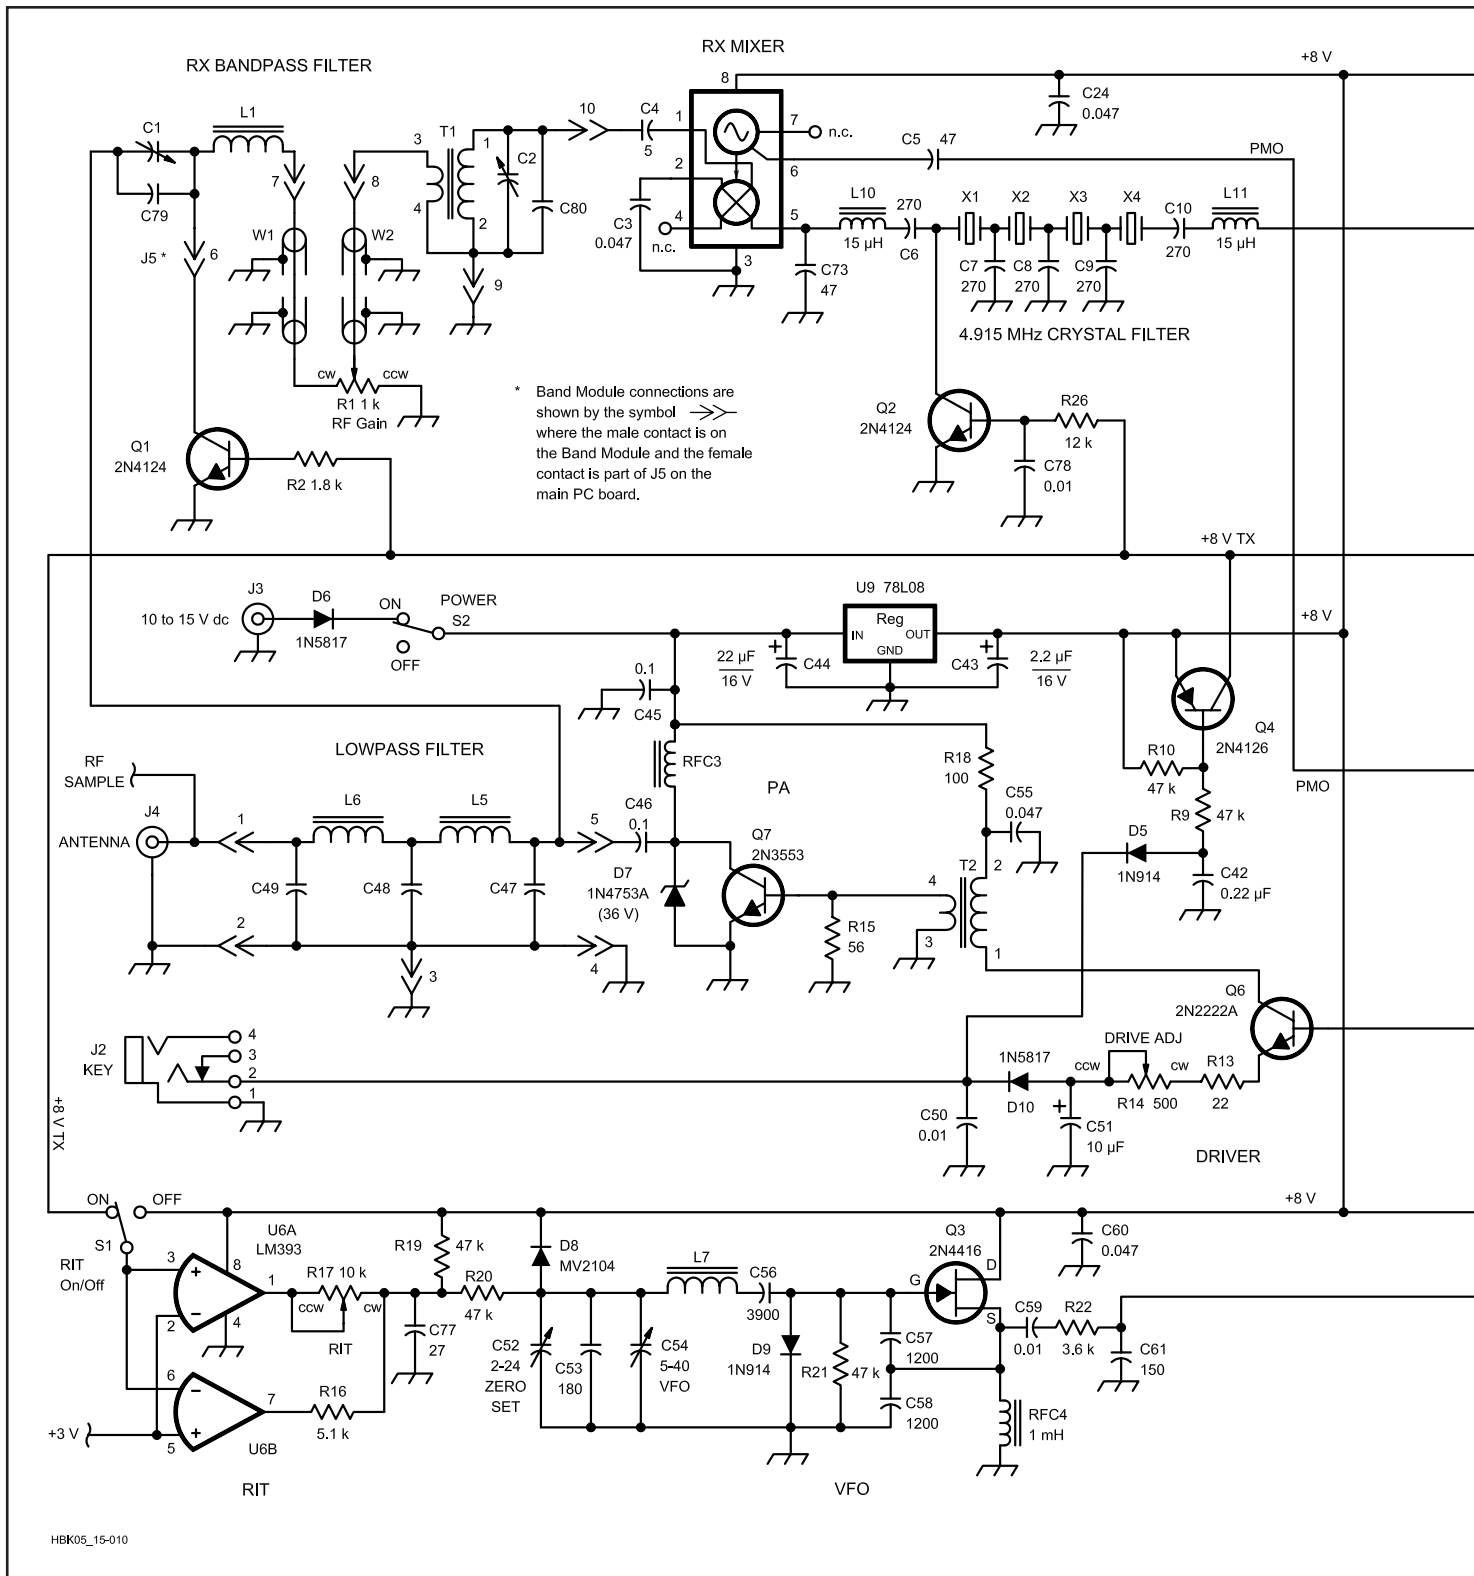 RX BANDPASS FILTER
RX MIXER
+8 V
L1
C1
C79
J5 *
6
7
8
W1
W2
3
T1
1
4
2
C2
C80
9
10
C4
5
8
1
2
7
n.c.
6
4
n.c.
5
3
C3
0.047
C5
47
C24
0.047
PMO
L10
15 µH
270
C6
X1
X2
X3
X4
C10
270
L11
15 µH
C73
47
C7
270
C8
270
C9
270
4.915 MHz CRYSTAL FILTER
cw
ccw
R1 1 k
RF Gain
* Band Module connections are
shown by the symbol
where the male contact is on
the Band Module and the female
contact is part of J5 on the
main PC board.
Q1
2N4124
R2 1.8 k
Q2
2N4124
R26
12 k
C78
0.01
+8 V TX
J3
10 to 15 V dc
D6
1N5817
ON
OFF
POWER
S2
U9 78L08
Reg
IN
OUT
GND
+8 V
22 µF
16 V
C44
C43
2.2 µF
16 V
0.1
C45
Q4
2N4126
R10
47 k
R9
47 k
PMO
LOWPASS FILTER
RF
SAMPLE
J4
ANTENNA
1
L6
L5
5
C46
0.1
RFC3
PA
R18
100
C55
0.047
Q7
2N3553
D7
1N4753A
(36 V)
C49
C48
C47
2
3
4
R15
56
4
T2
2
3
1
D5
1N914
C42
0.22 µF
Q6
2N2222A
J2
KEY
4
3
2
1
1N5817
D10
DRIVE ADJ
ccw
cw
R14 500
R13
22
C50
0.01
C51
10 µF
DRIVER
+8 V TX
ON
OFF
S1
RIT
On/Off
U6A
LM393
3
8
1
2
4
R17 10 k
ccw
cw
RIT
R19
47 k
R20
47 k
D8
MV2104
L7
C56
3900
Q3
2N4416
G
D
S
+8 V
C60
0.047
C59
0.01
R22
3.6 k
C61
150
C77
27
C52
2-24
ZERO
SET
C53
180
C54
5-40
VFO
D9
1N914
R21
47 k
C57
1200
C58
1200
RFC4
1 mH
6
7
5
R16
5.1 k
+3 V
U6B
RIT
VFO
HBK05_15-010